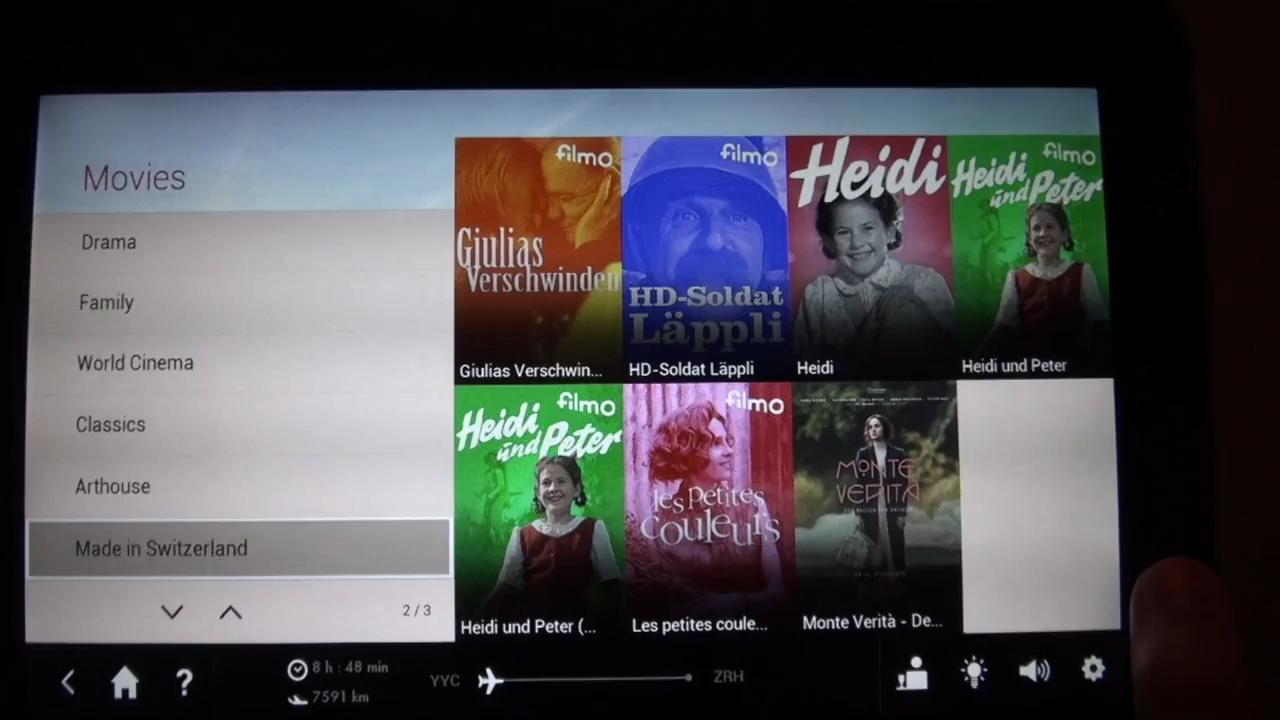 Movies
Drama
Family
World Cinema
Classics
Arthouse
Made in Switzerland
2/3
filmo
Giulias
Verschwinden
Giulias Verschwin...
filmo
HD-Soldat
Läppli
HD-Soldat Läppli
Heidi
Heidi
filmo
Heidi
und Peter
Heidi und Peter
filmo
Heidi
und Peter
Heidi und Peter (...
filmo
les petites
couleurs
Les petites coule...
MONTE
VERITÀ
Monte Verità - De...
?
8 h : 48 min
7591 km
YYC
ZRH